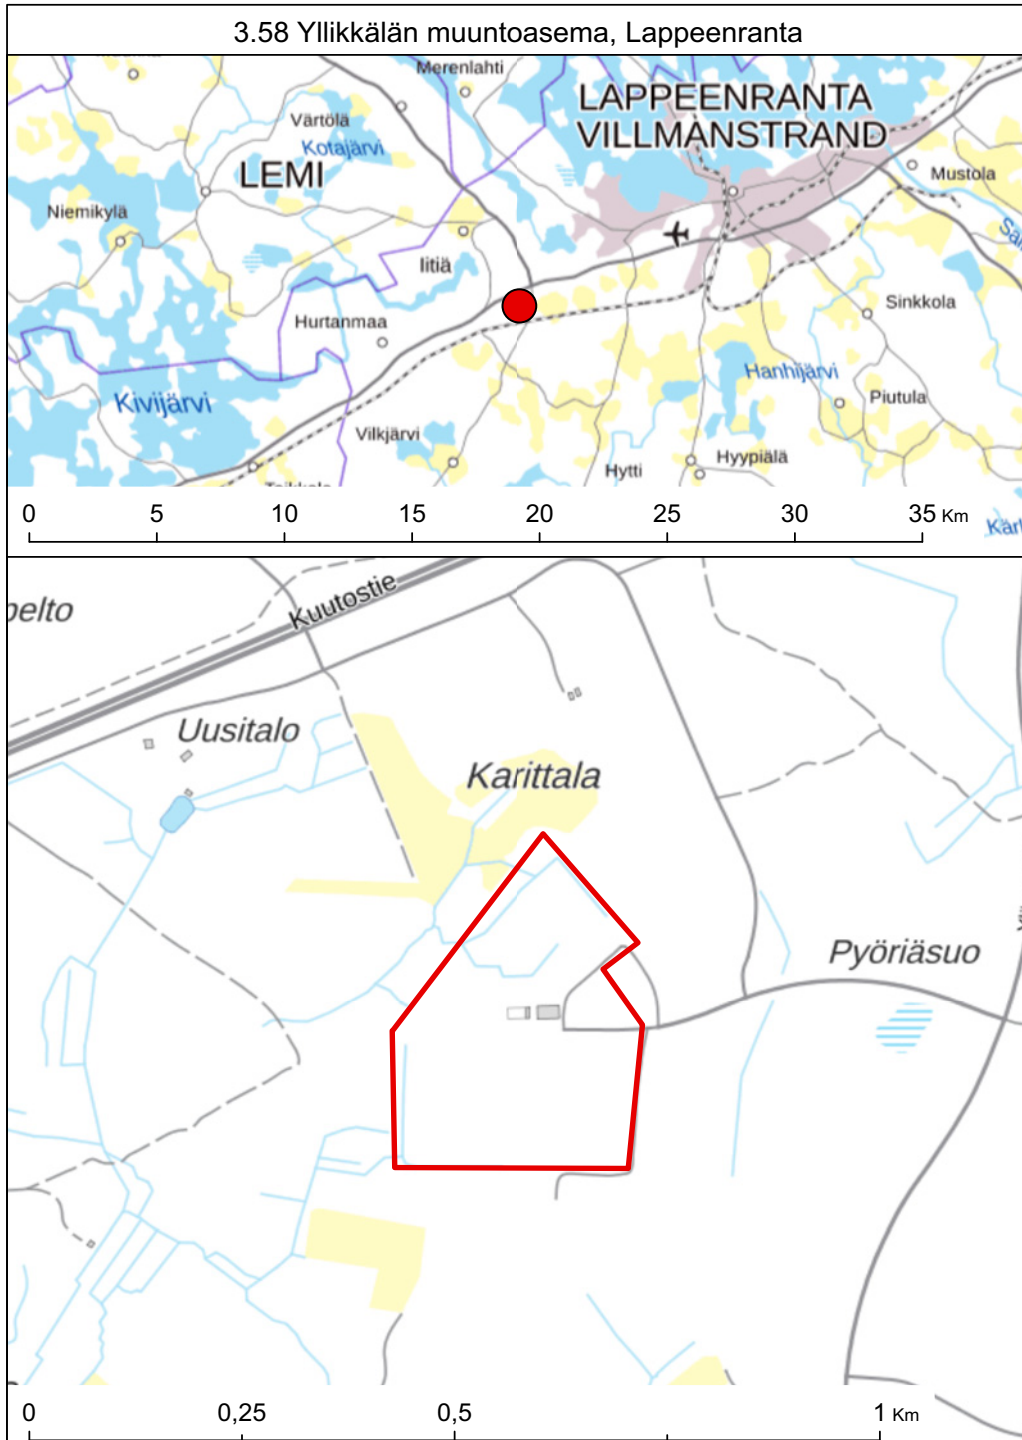 3.58 Yllikkälän muuntoasema, Lappeenranta
Merenlahti
LAPPEENRANTA
VILLMANSTRAND
Värtölä
Kotajärvi
LEMI
Mustola
Niemikylä
Iitiä
Sinkkola
Hurtanmaa
Hanhijärvi
Kivijärvi
Piutula
Vilkjärvi
Hytti
Hyypiälä
0 5 10 15 20 25 30 35 Km
Kuutostie
pelto
Uusitalo
Karittala
Pyöriäsuo
0 0,25 0,5 1 Km